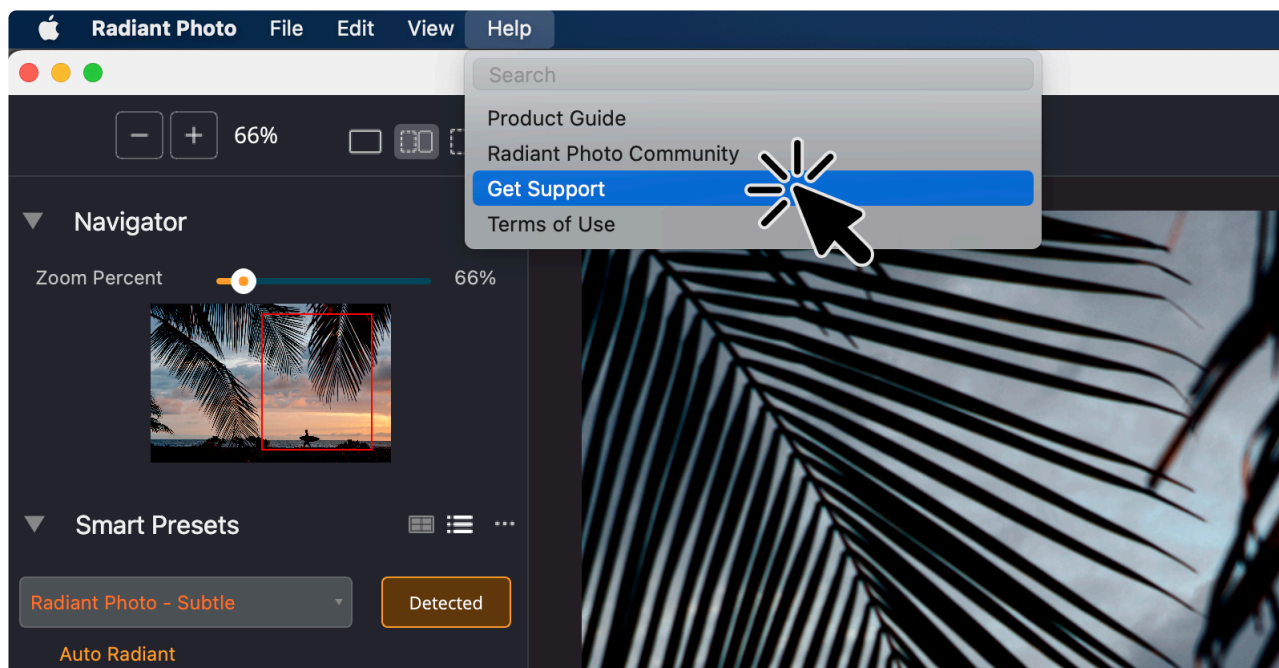 Radiant Photo File Edit View Help
Search
Product Guide
Radiant Photo Community
Get Support
Terms of Use
66%
Navigator
Zoom Percent 66%
Smart Presets
Radiant Photo - Subtle Detected
Auto Radiant